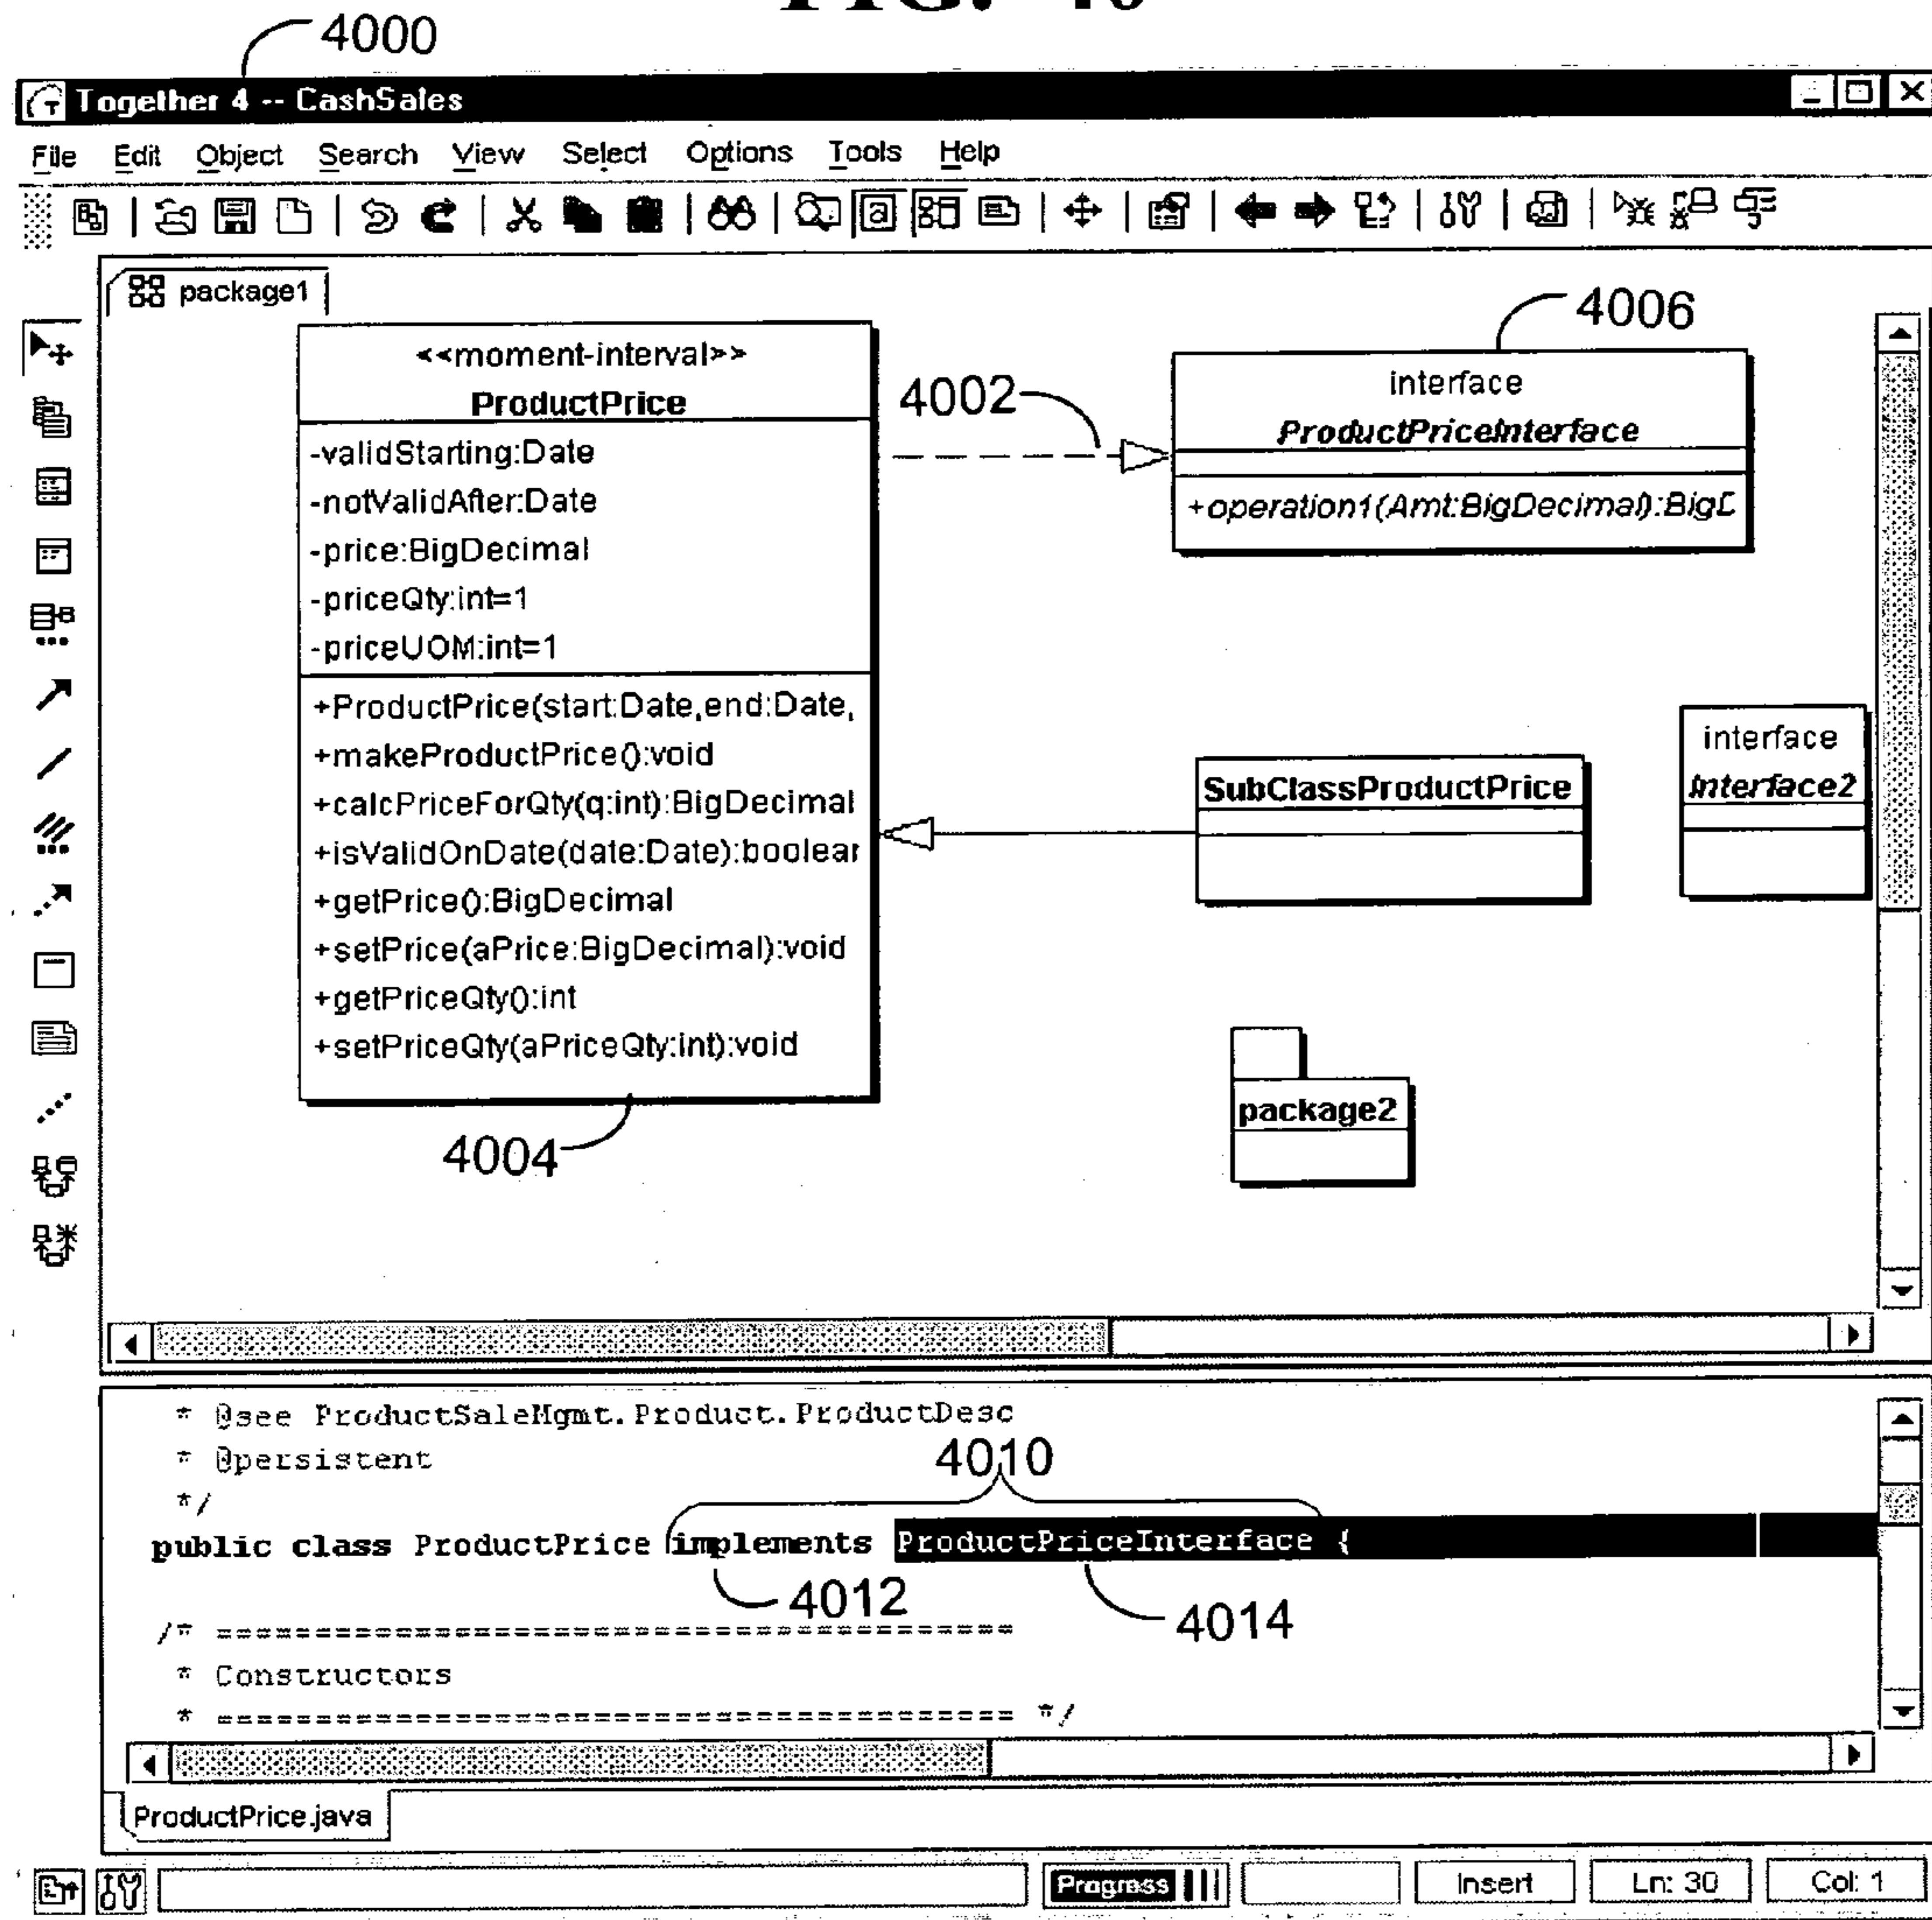 FIG. 40
4000
Together 4 -- CashSales
File Edit Object Search View Select Options Tools Help
package1
<<moment-interval>>
ProductPrice
-validStarting:Date
-notValidAfter:Date
-price:BigDecimal
-priceQty:int=1
-priceUOM:int=1
+ProductPrice(start:Date,end:Date,
+makeProductPrice():void
+calcPriceForQty(q:int):BigDecimal
+isValidOnDate(date:Date):boolear
+getPrice():BigDecimal
+setPrice(aPrice:BigDecimal):void
+getPriceQty():int
+setPriceQty(aPriceQty:int):void
4004
4002
4006
interface
ProductPriceInterface
+operation1(Amt:BigDecimal):BigD
SubClassProductPrice
interface
Interface2
package2
* @see ProductSaleMgmt.Product.ProductDesc
* @persistent
*/
4010
public class ProductPrice implements ProductPriceInterface {
4012
4014
/* ========================================
* Constructors
* ======================================== */
ProductPrice.java
Progress
Insert
Ln: 30
Col: 1